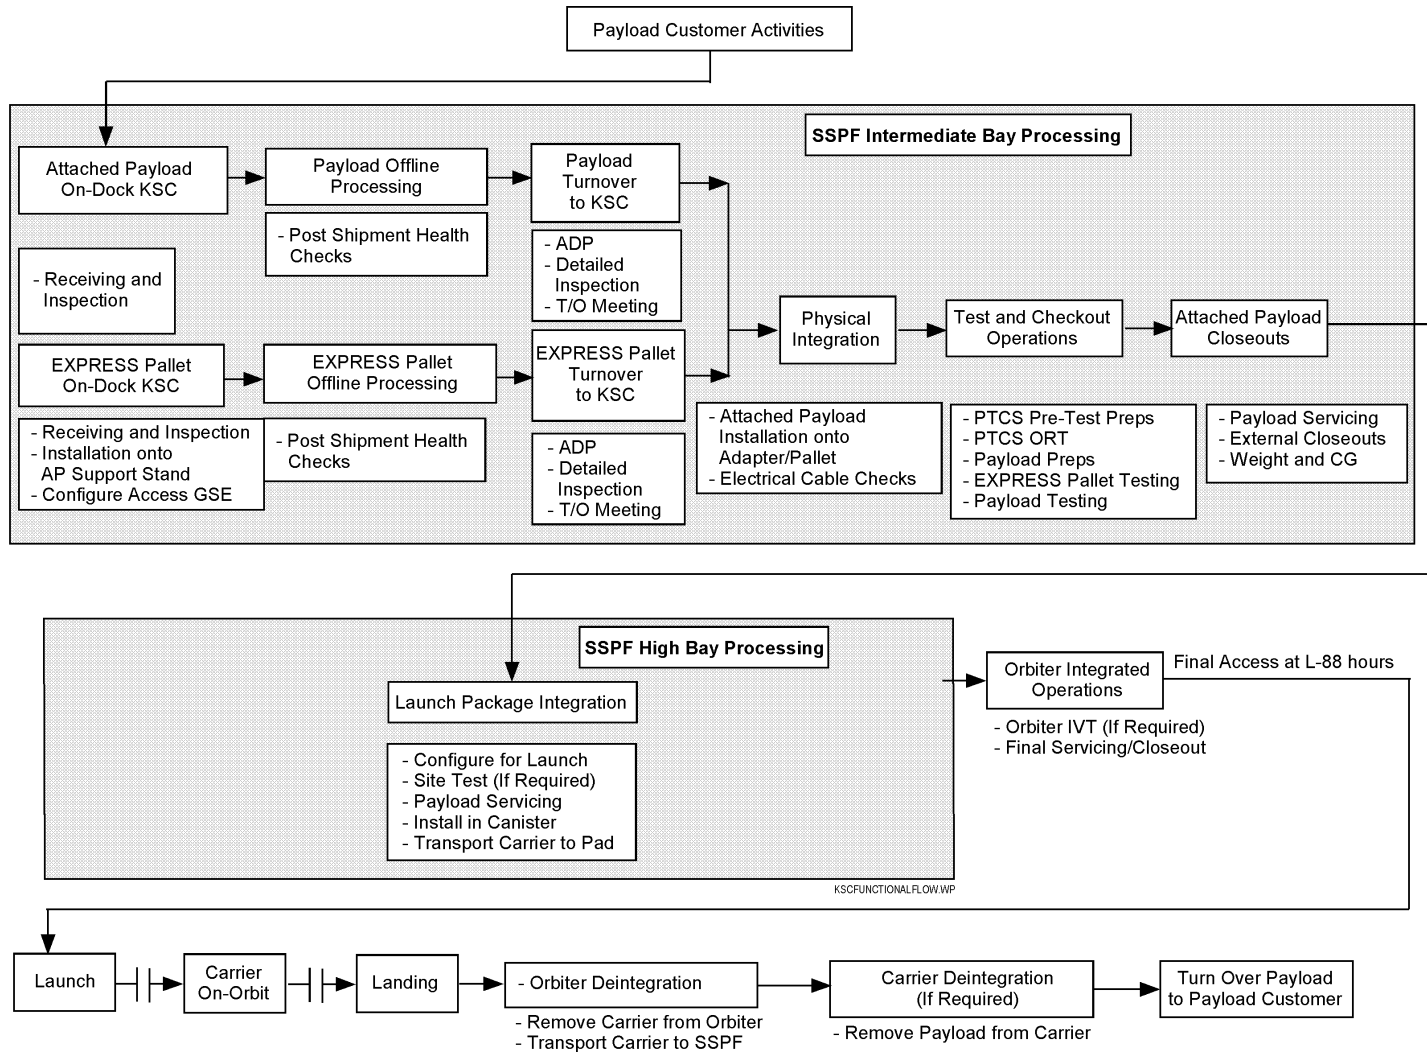 Payload Customer Activities
SSPF Intermediate Bay Processing
Attached Payload
On-Dock KSC
Payload Offline
Processing
Payload
Turnover
to KSC
- Post Shipment Health
Checks
- ADP
- Detailed
Inspection
- T/O Meeting
- Receiving and
Inspection
Physical
Integration
Test and Checkout
Operations
Attached Payload
Closeouts
EXPRESS Pallet
On-Dock KSC
EXPRESS Pallet
Offline Processing
EXPRESS Pallet
Turnover
to KSC
- Receiving and Inspection
- Installation onto
AP Support Stand
- Configure Access GSE
- Post Shipment Health
Checks
- ADP
- Detailed
Inspection
- T/O Meeting
- Attached Payload
Installation onto
Adapter/Pallet
- Electrical Cable Checks
- PTCS Pre-Test Preps
- PTCS ORT
- Payload Preps
- EXPRESS Pallet Testing
- Payload Testing
- Payload Servicing
- External Closeouts
- Weight and CG
SSPF High Bay Processing
Launch Package Integration
- Configure for Launch
- Site Test (If Required)
- Payload Servicing
- Install in Canister
- Transport Carrier to Pad
Orbiter Integrated
Operations
Final Access at L-88 hours
- Orbiter IVT (If Required)
- Final Servicing/Closeout
KSCFUNCTIONALFLOW.WP
Launch
Carrier
On-Orbit
Landing
- Orbiter Deintegration
- Remove Carrier from Orbiter
- Transport Carrier to SSPF
Carrier Deintegration
(If Required)
- Remove Payload from Carrier
Turn Over Payload
to Payload Customer